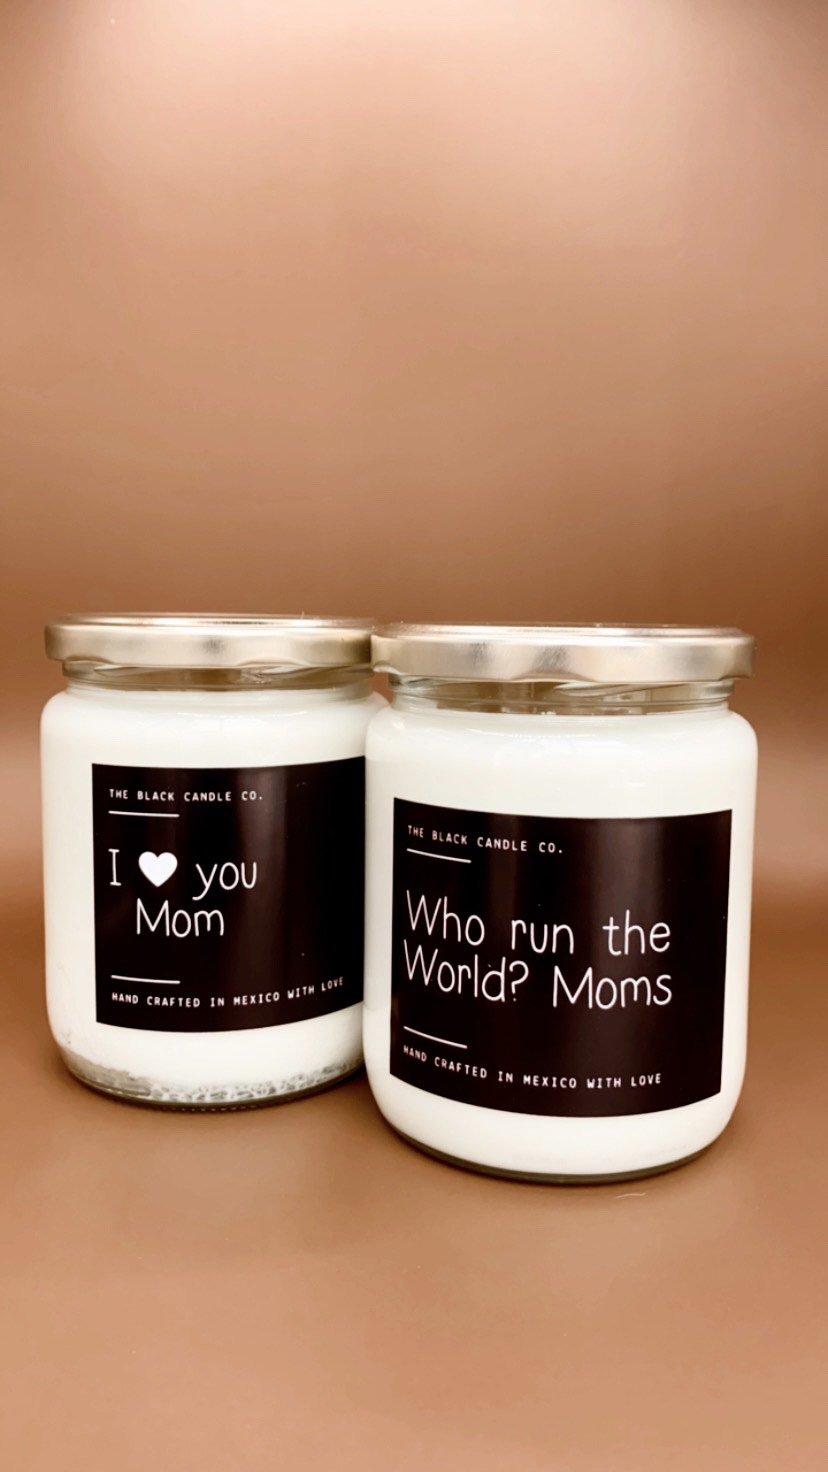 THE BLACK CANDLE CO.
I ♥ you
Mom
HAND CRAFTED IN MEXICO WITH LOVE
THE BLACK CANDLE CO.
Who run the
World? Moms
HAND CRAFTED IN MEXICO WITH LOVE